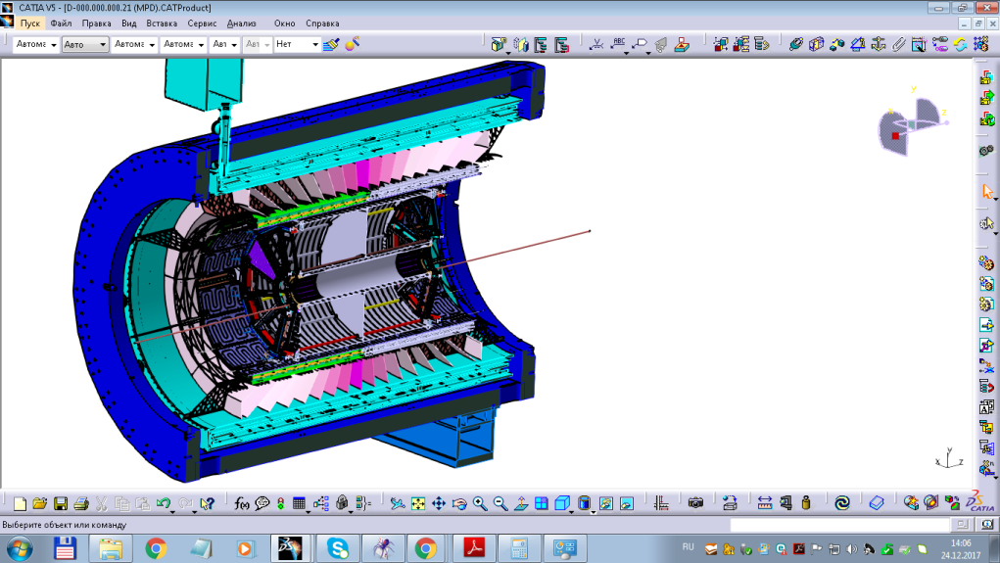 CATIA V5 - [D-000.000.000.21 (MPD).CATProduct]
Пуск Файл Правка Вид Вставка Сервис Анализ Окно Справка
Автома Авто Автома Автома Авт Авт Нет
ABC
y
z
x
y
x z
f(x)
CATIA
Выберите объект или команду
RU
14:06
24.12.2017